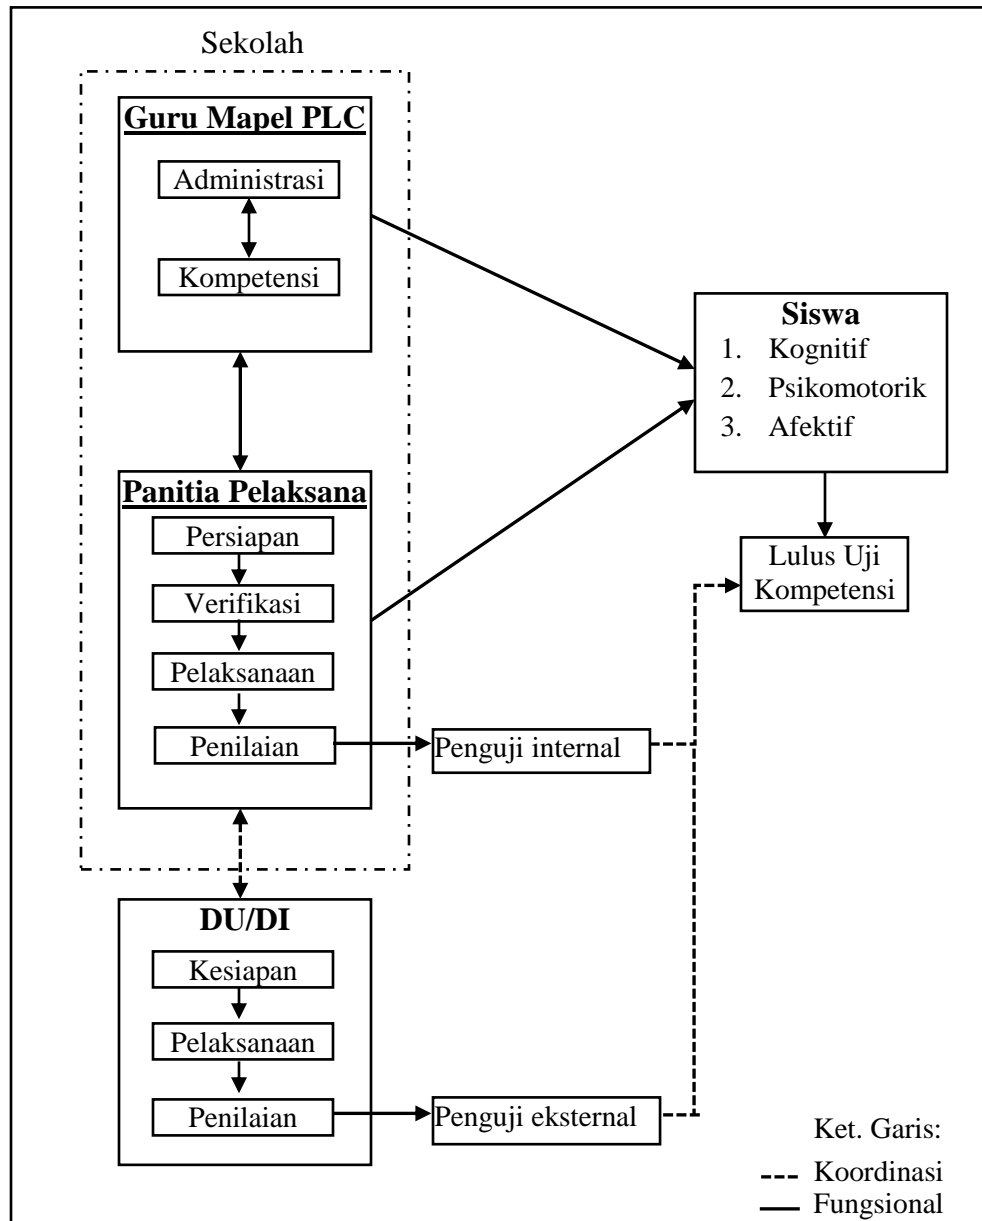 Sekolah
Guru Mapel PLC
Administrasi
Kompetensi
Siswa
1. Kognitif
2. Psikomotorik
3. Afektif
Panitia Pelaksana
Persiapan
Verifikasi
Pelaksanaan
Penilaian
Lulus Uji
Kompetensi
Penguji internal
DU/DI
Kesiapan
Pelaksanaan
Penilaian
Penguji eksternal
Ket. Garis:
Koordinasi
Fungsional